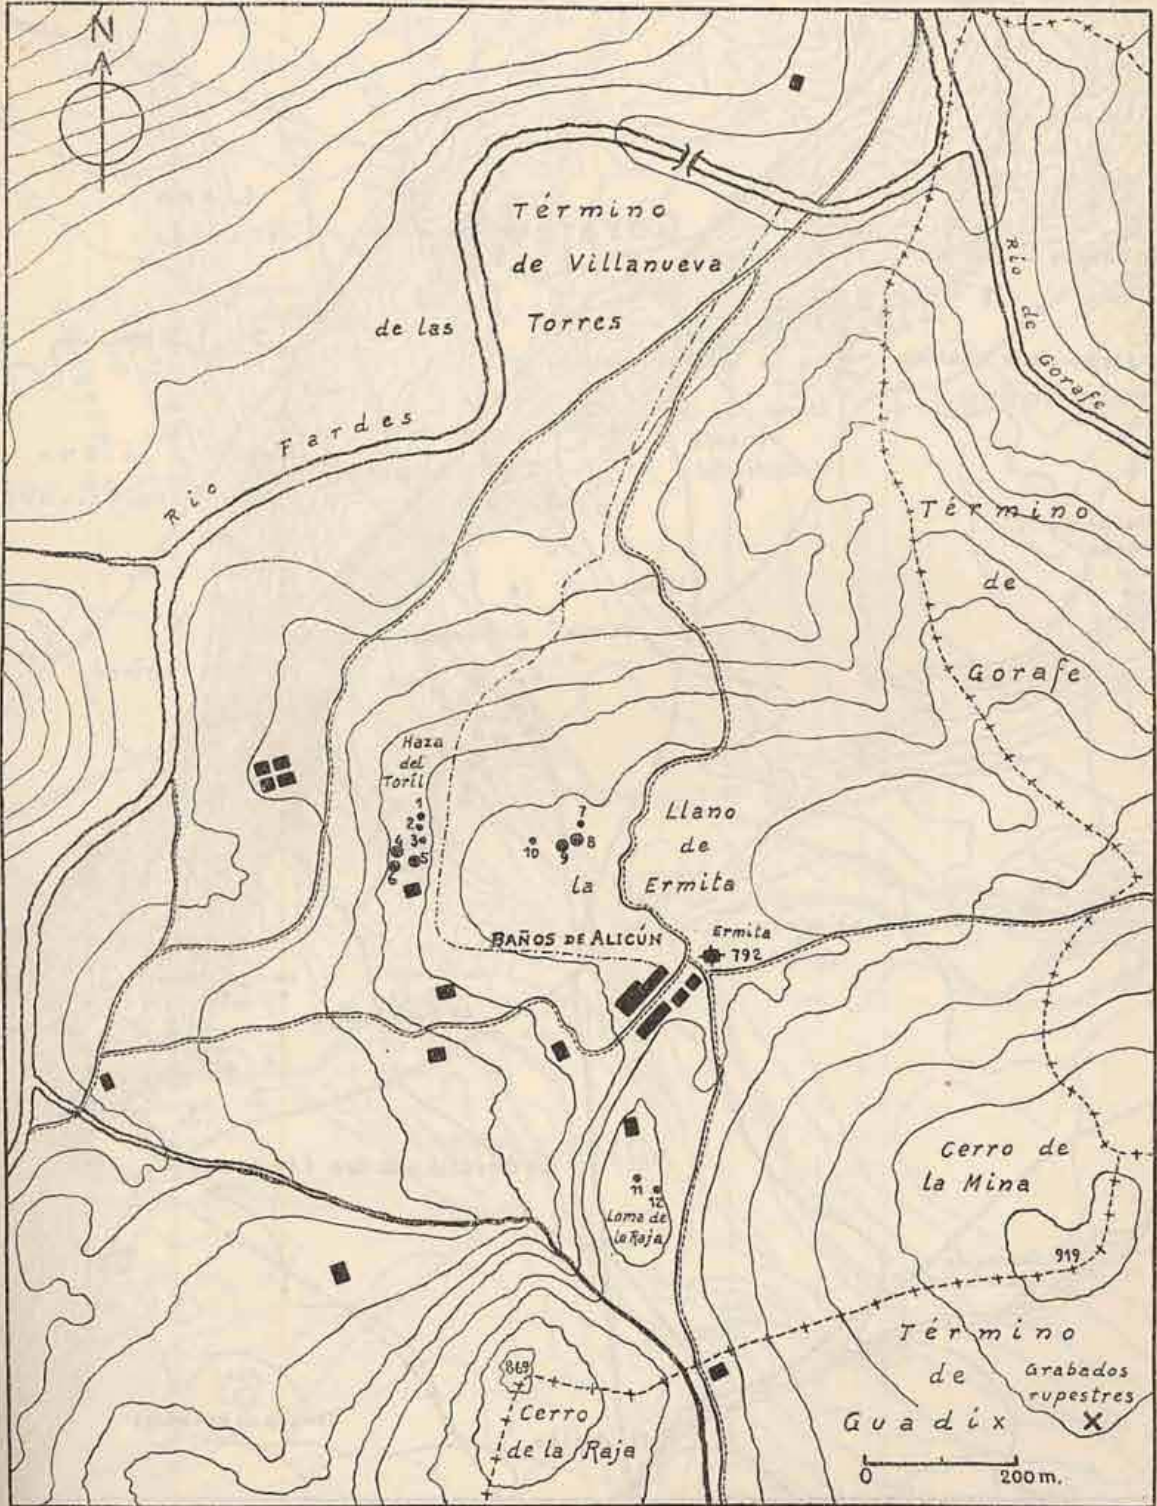 N
Término
de Villanueva
de las Torres
Río Fardes
Río de Gorafe
Término
de
Gorafe
Haza
del
Toril
1
2
3
4
5
6
7
8
9
10
Llano
de
la Ermita
BAÑOS DE ALICÚN
Ermita
792
11
12
Loma de
la Raja
Cerro de
la Mina
919
869
Cerro
de la Raja
Término
de
Guadix
Grabados
rupestres
0 200 m.